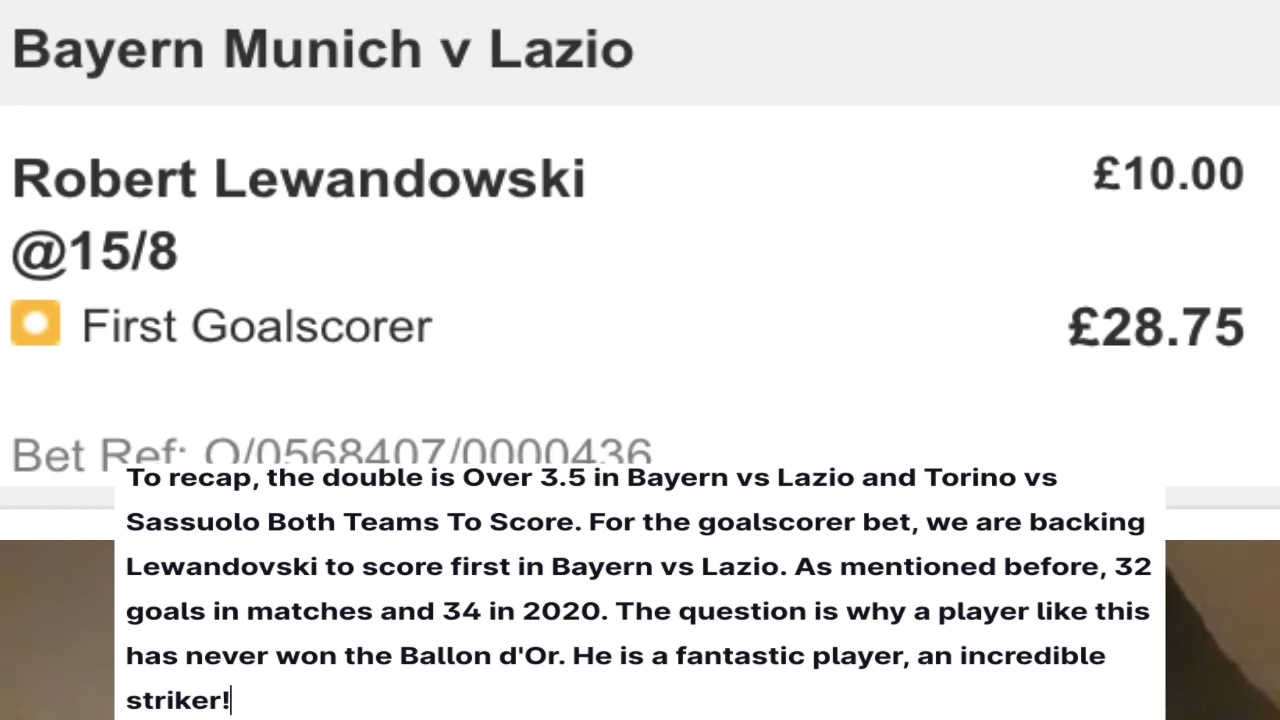 Bayern Munich v Lazio
Robert Lewandowski £10.00
@15/8
First Goalscorer £28.75
Bet Ref: O/0568407/0000436
To recap, the double is Over 3.5 in Bayern vs Lazio and Torino vs
Sassuolo Both Teams To Score. For the goalscorer bet, we are backing
Lewandovski to score first in Bayern vs Lazio. As mentioned before, 32
goals in matches and 34 in 2020. The question is why a player like this
has never won the Ballon d'Or. He is a fantastic player, an incredible
striker!